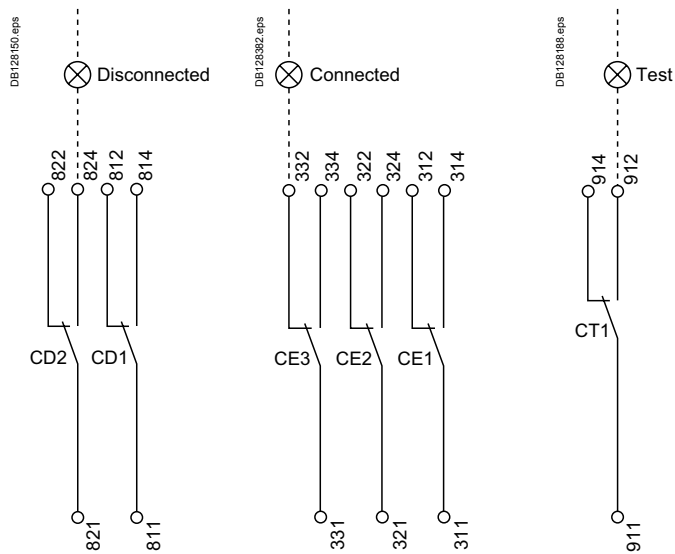 DB128150.eps
Disconnected
822
824
812
814
CD2
CD1
821
811
DB128382.eps
Connected
332
334
322
324
312
314
CE3
CE2
CE1
331
321
311
DB128188.eps
Test
914
912
CT1
911